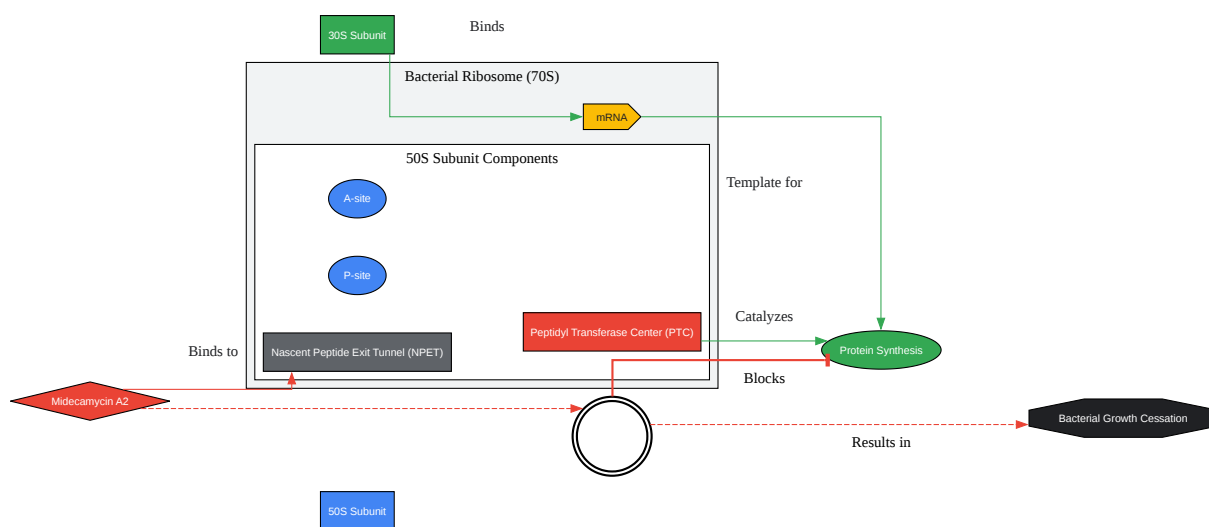 Binds
30S Subunit
Bacterial Ribosome (70S)
mRNA
50S Subunit Components
Template for
A-site
P-site
Catalyzes
Peptidyl Transferase Center (PTC)
Protein Synthesis
Binds to
Nascent Peptide Exit Tunnel (NPET)
Blocks
Midecamycin A2
Bacterial Growth Cessation
Results in
50S Subunit